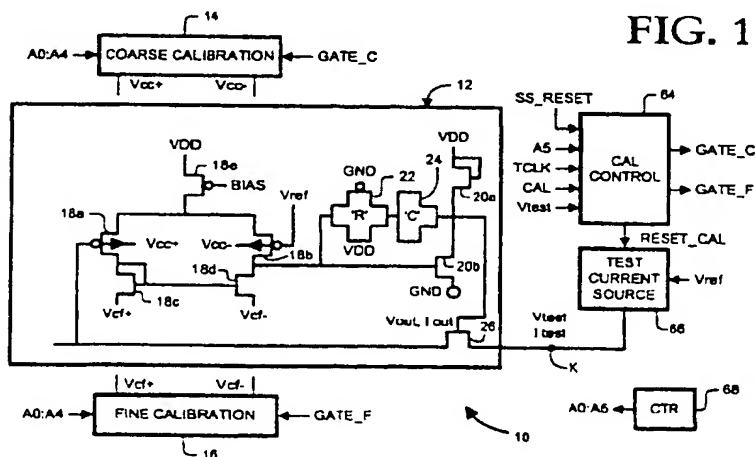 FIG. 1
14
COARSE CALIBRATION
A0:A4
GATE_C
Vcc+
Vcc-
12
VDD
18e
BIAS
Vref
18a
Vcc+
Vcc-
18b
18d
18c
Vcf+
Vcf-
GND
22
"R"
VDD
24
"C"
VDD
20a
20b
GND
Vout, I out
26
SS_RESET
64
A5
TCLK
CAL
Vtest
CAL
CONTROL
GATE_C
GATE_F
RESET_CAL
TEST
CURRENT
SOURCE
Vref
66
Vtest
I test
K
Vcf+
Vcf-
A0:A4
FINE CALIBRATION
GATE_F
16
10
A0:A5
CTR
68